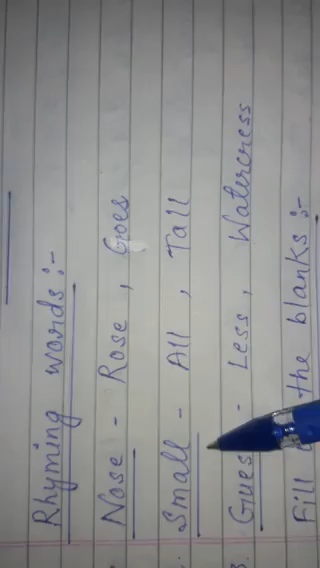 Rhyming words :-
Nose - Rose, Goes
Small - All, Tall
3. Gues - Less, Watercress
Fill the blanks :-